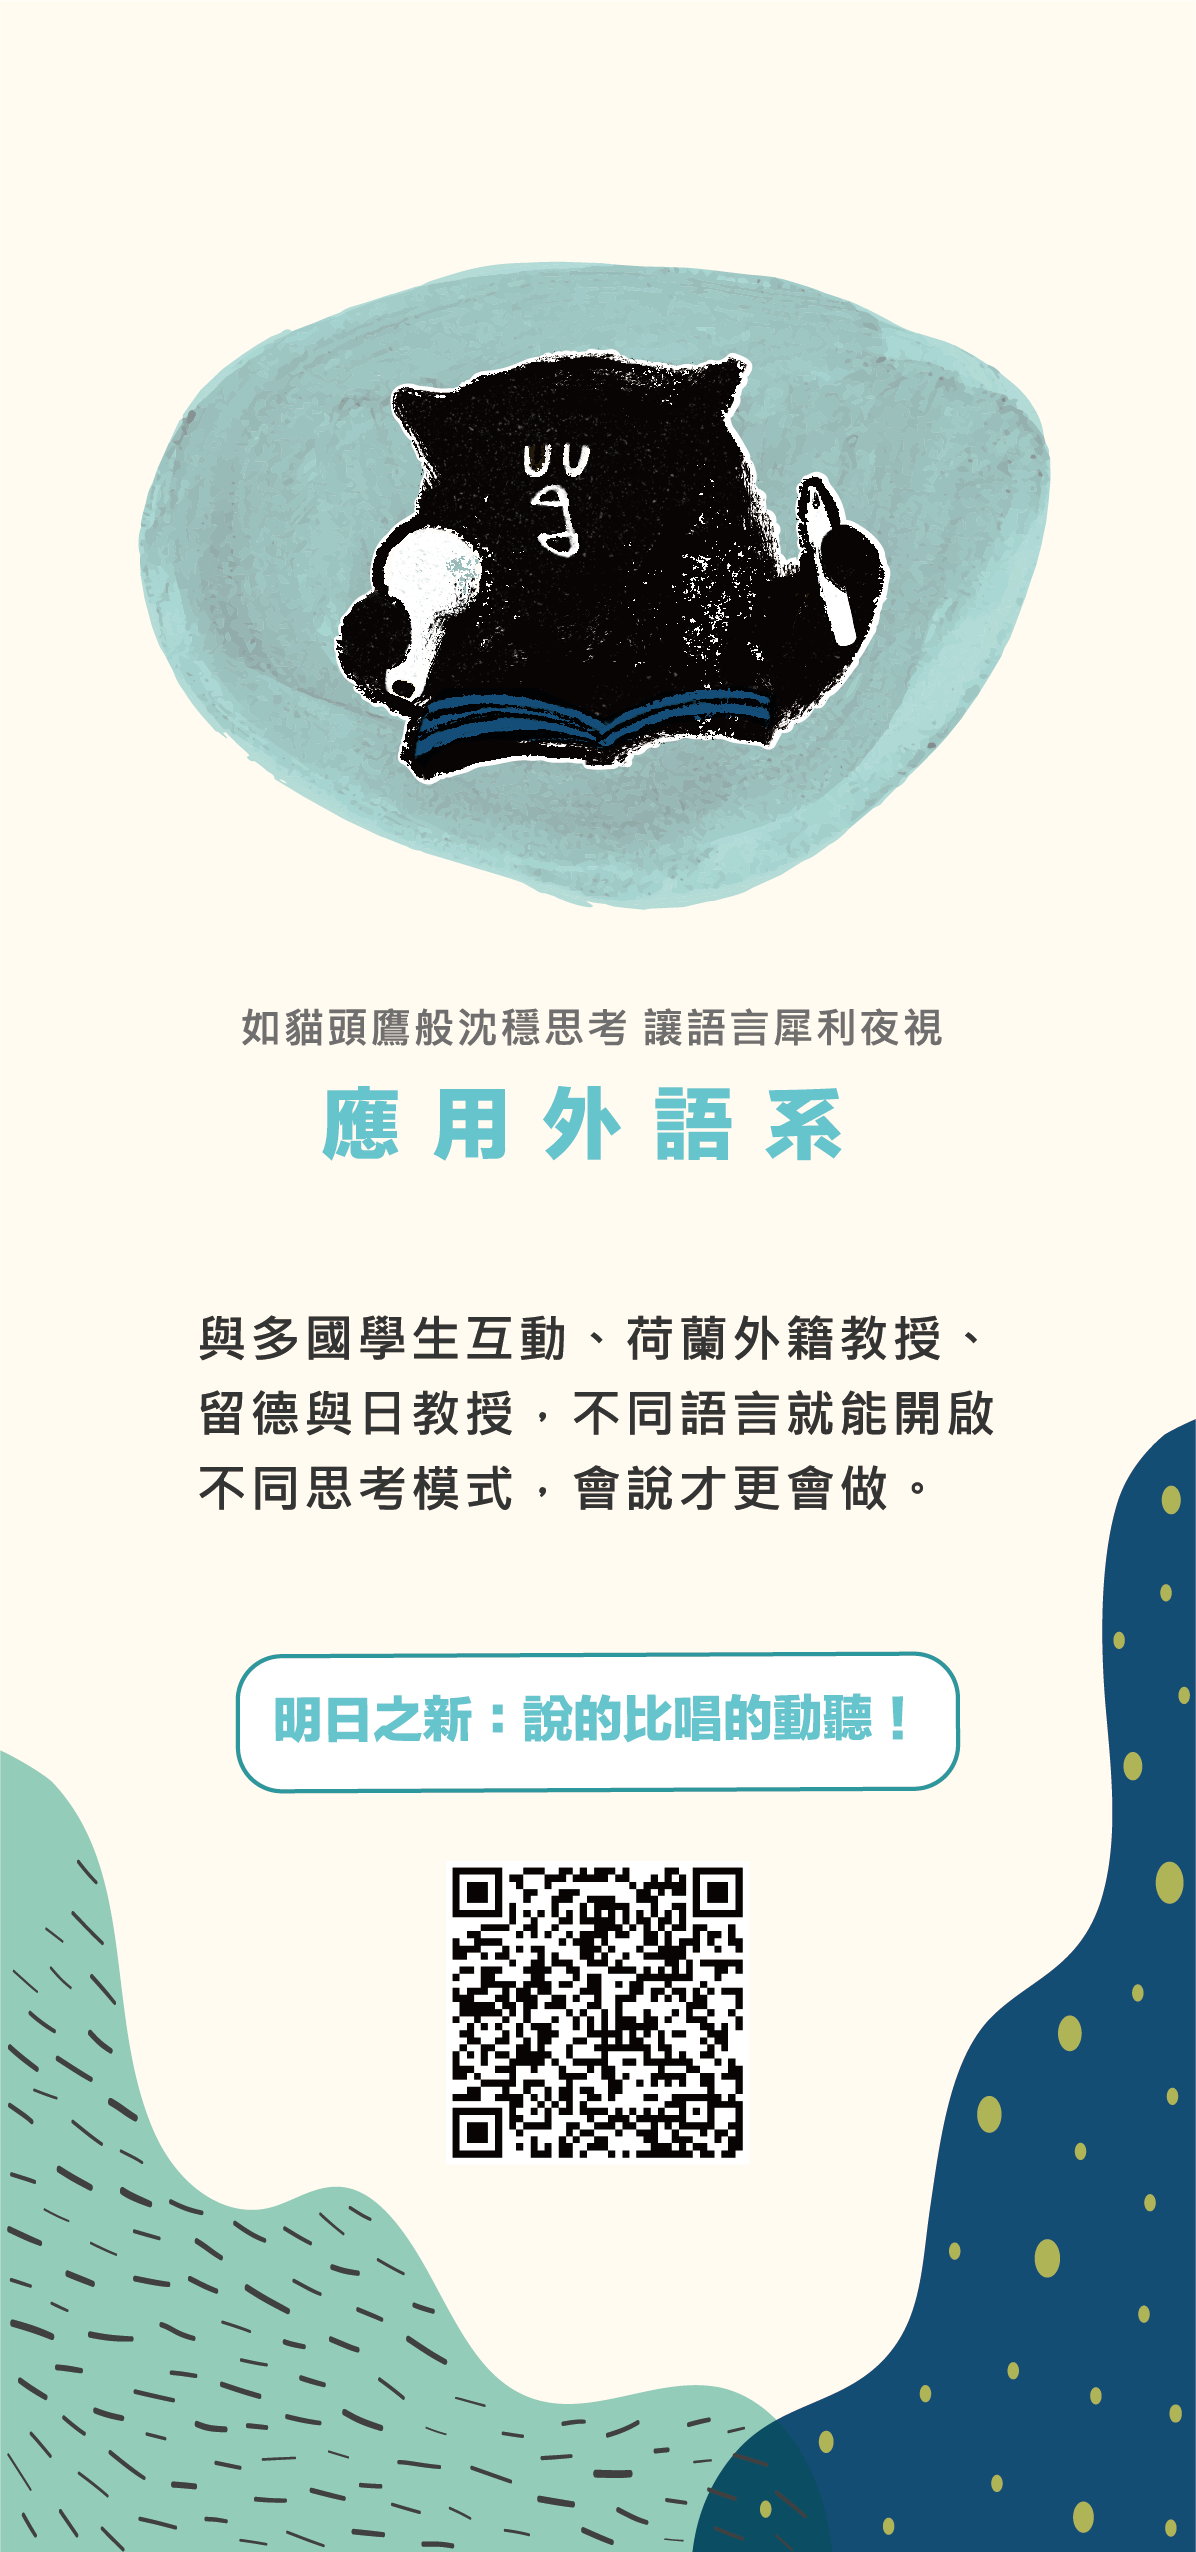 如貓頭鷹般沈穩思考 讓語言犀利夜視
應用外語系
與多國學生互動、荷蘭外籍教授、
留德與日教授，不同語言就能開啟
不同思考模式，會說才更會做。
明日之新：說的比唱的動聽！